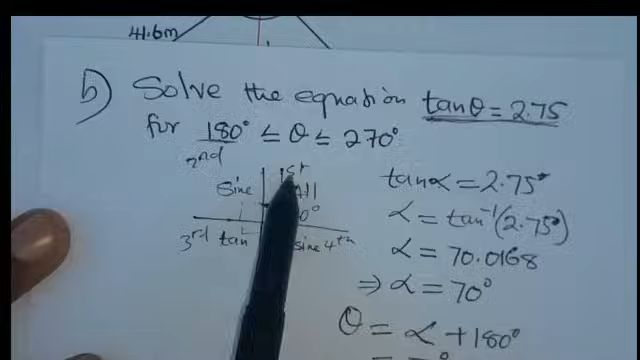 41.6m
b) Solve the equation tanθ = 2.75
for 180° ≤ θ ≤ 270°
2nd
1st
Sine All
3rd tan sine 4th
tanα = 2.75°
α = tan⁻¹(2.75°)
α = 70.0168
⇒ α = 70°
θ = α + 180°